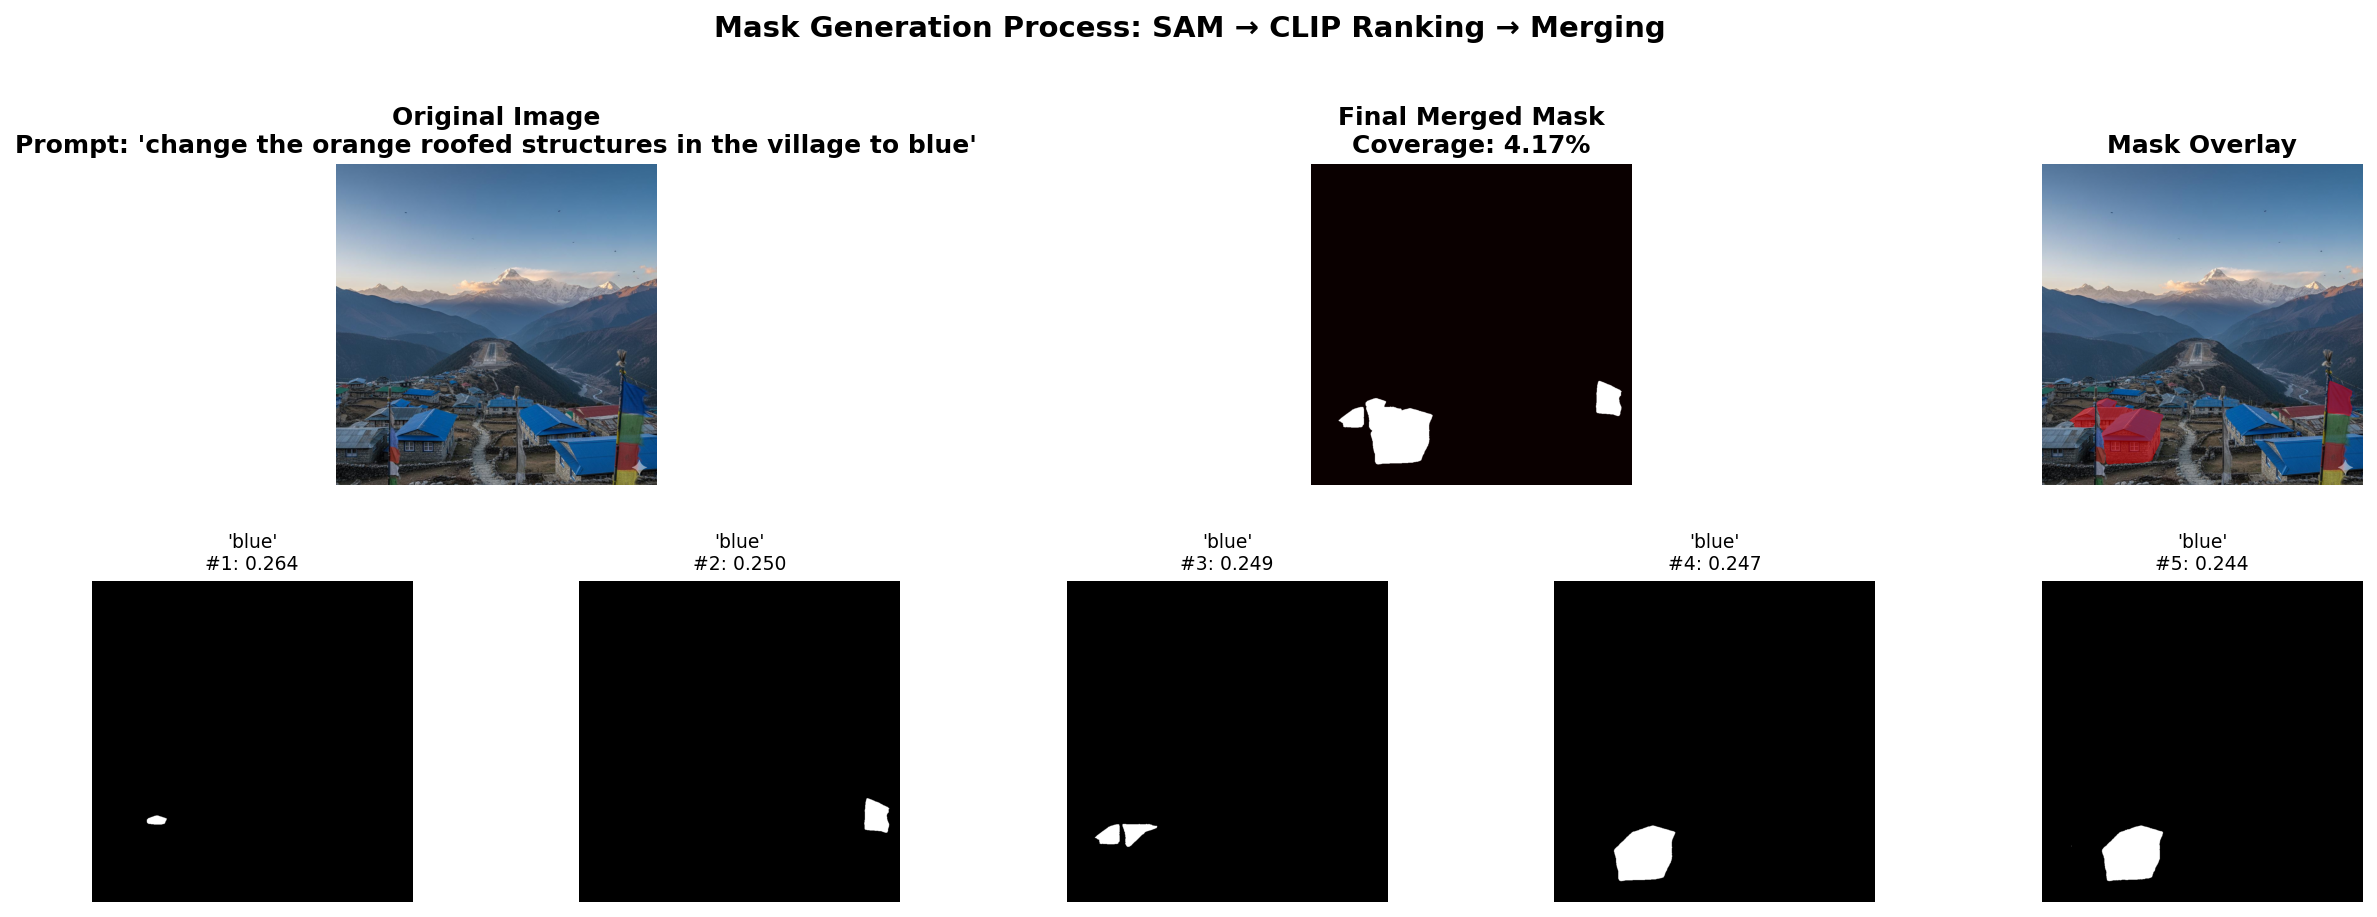 Mask Generation Process: SAM → CLIP Ranking → Merging
Original Image
Prompt: 'change the orange roofed structures in the village to blue'
Final Merged Mask
Coverage: 4.17%
Mask Overlay
'blue'
#1: 0.264
'blue'
#2: 0.250
'blue'
#3: 0.249
'blue'
#4: 0.247
'blue'
#5: 0.244